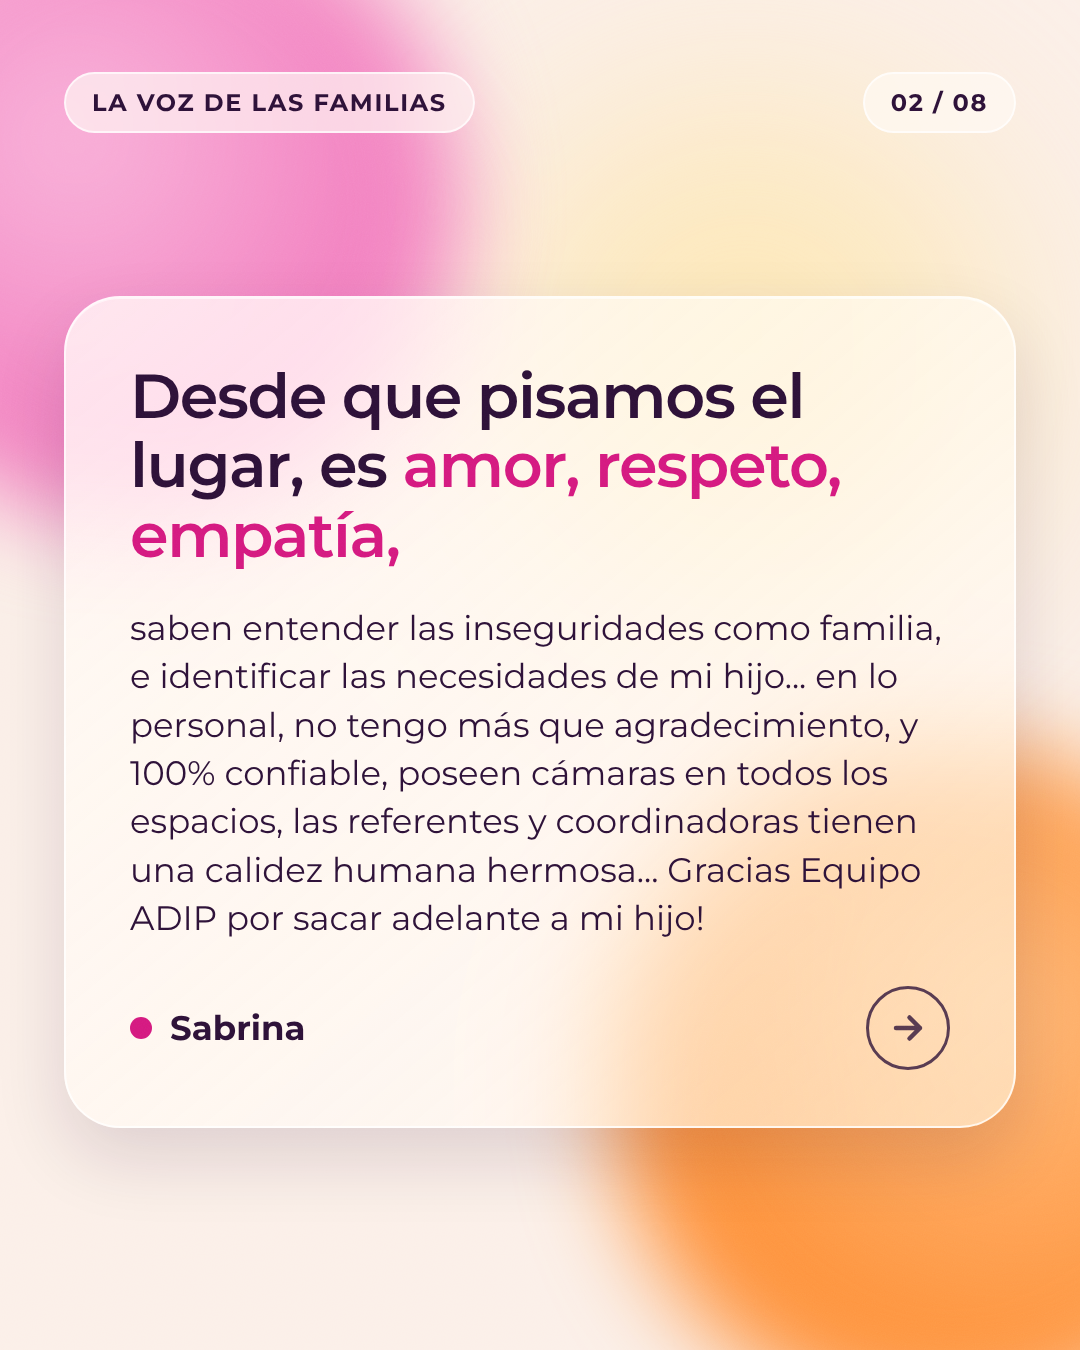 LA VOZ DE LAS FAMILIAS
02 / 08
Desde que pisamos el
lugar, es amor, respeto,
empatía,
saben entender las inseguridades como familia,
e identificar las necesidades de mi hijo... en lo
personal, no tengo más que agradecimiento, y
100% confiable, poseen cámaras en todos los
espacios, las referentes y coordinadoras tienen
una calidez humana hermosa... Gracias Equipo
ADIP por sacar adelante a mi hijo!
Sabrina